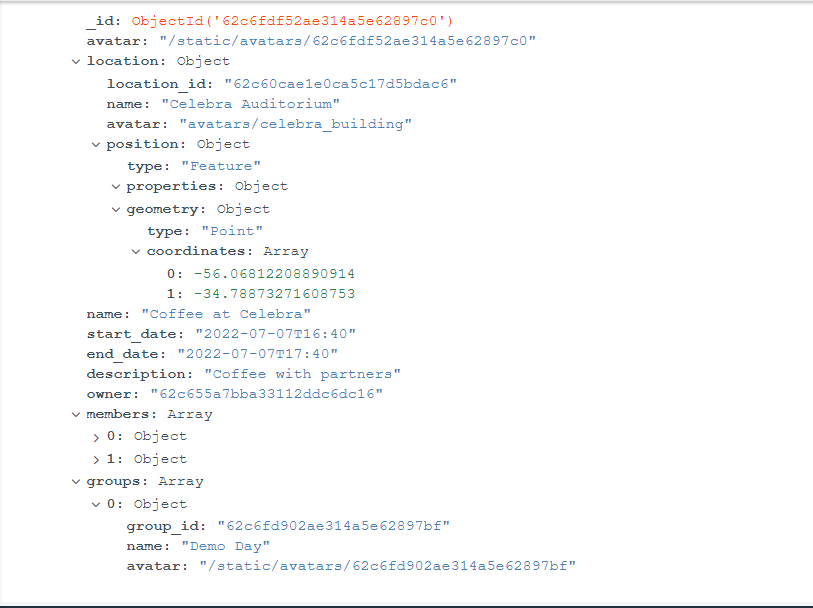 _id: ObjectId('62c6fdf52ae314a5e62897c0')
avatar: "/static/avatars/62c6fdf52ae314a5e62897c0"
location: Object
location_id: "62c60cae1e0ca5c17d5bdac6"
name: "Celebra Auditorium"
avatar: "avatars/celebra_building"
position: Object
type: "Feature"
properties: Object
geometry: Object
type: "Point"
coordinates: Array
0: -56.06812208890914
1: -34.78873271608753
name: "Coffee at Celebra"
start_date: "2022-07-07T16:40"
end_date: "2022-07-07T17:40"
description: "Coffee with partners"
owner: "62c655a7bba33112ddc6dc16"
members: Array
0: Object
1: Object
groups: Array
0: Object
group_id: "62c6fd902ae314a5e62897bf"
name: "Demo Day"
avatar: "/static/avatars/62c6fd902ae314a5e62897bf"